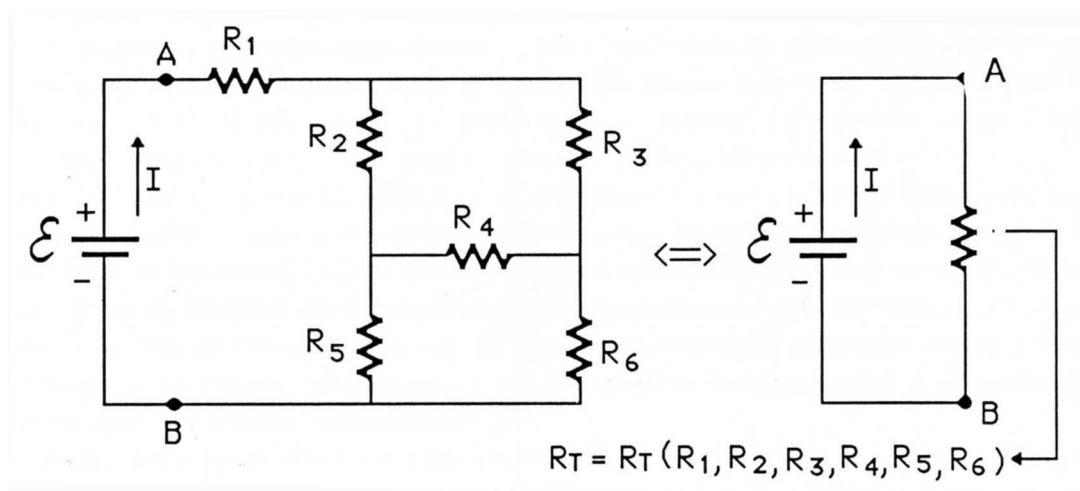 A
R1
A
R2
R3
I
I
+
R4
+
ℰ
⇔
ℰ
-
-
R5
R6
B
B
RT = RT (R1, R2, R3, R4, R5, R6)